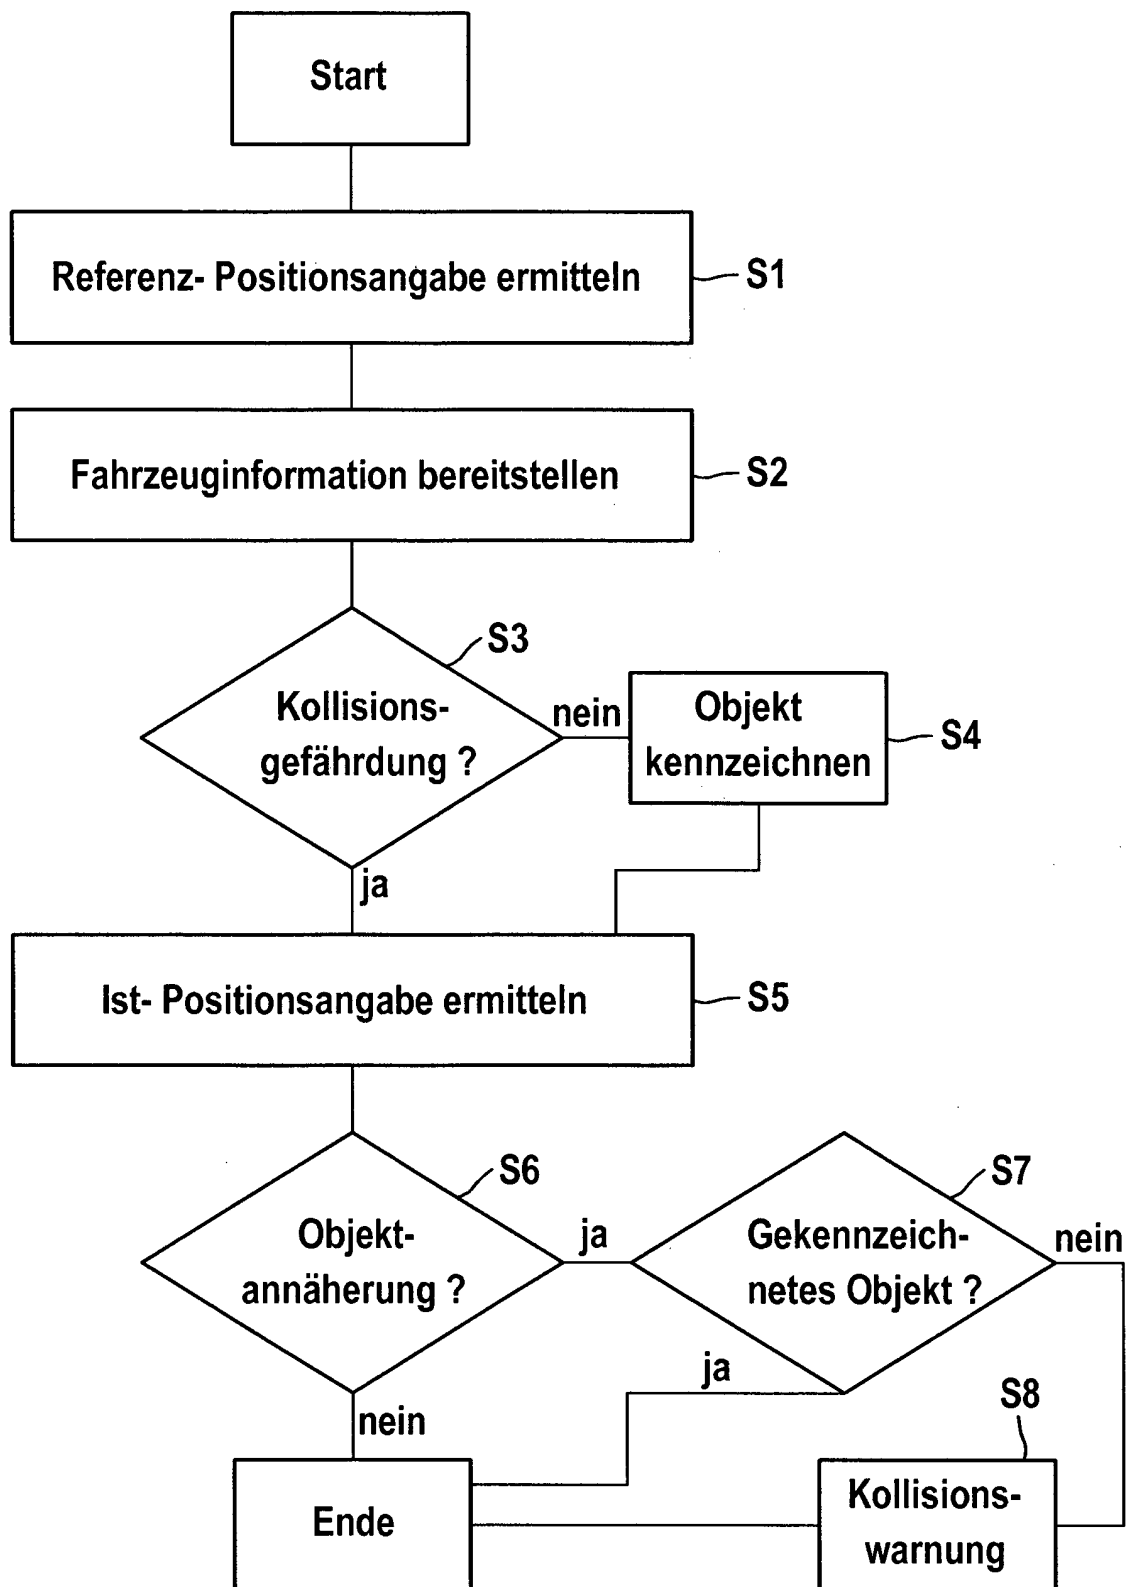 Start
Referenz- Positionsangabe ermitteln
S1
Fahrzeuginformation bereitstellen
S2
S3
Kollisions-
gefährdung ?
nein
Objekt
kennzeichnen
S4
ja
Ist- Positionsangabe ermitteln
S5
S6
Objekt-
annäherung ?
ja
S7
Gekennzeich-
netes Objekt ?
nein
ja
nein
S8
Ende
Kollisions-
warnung